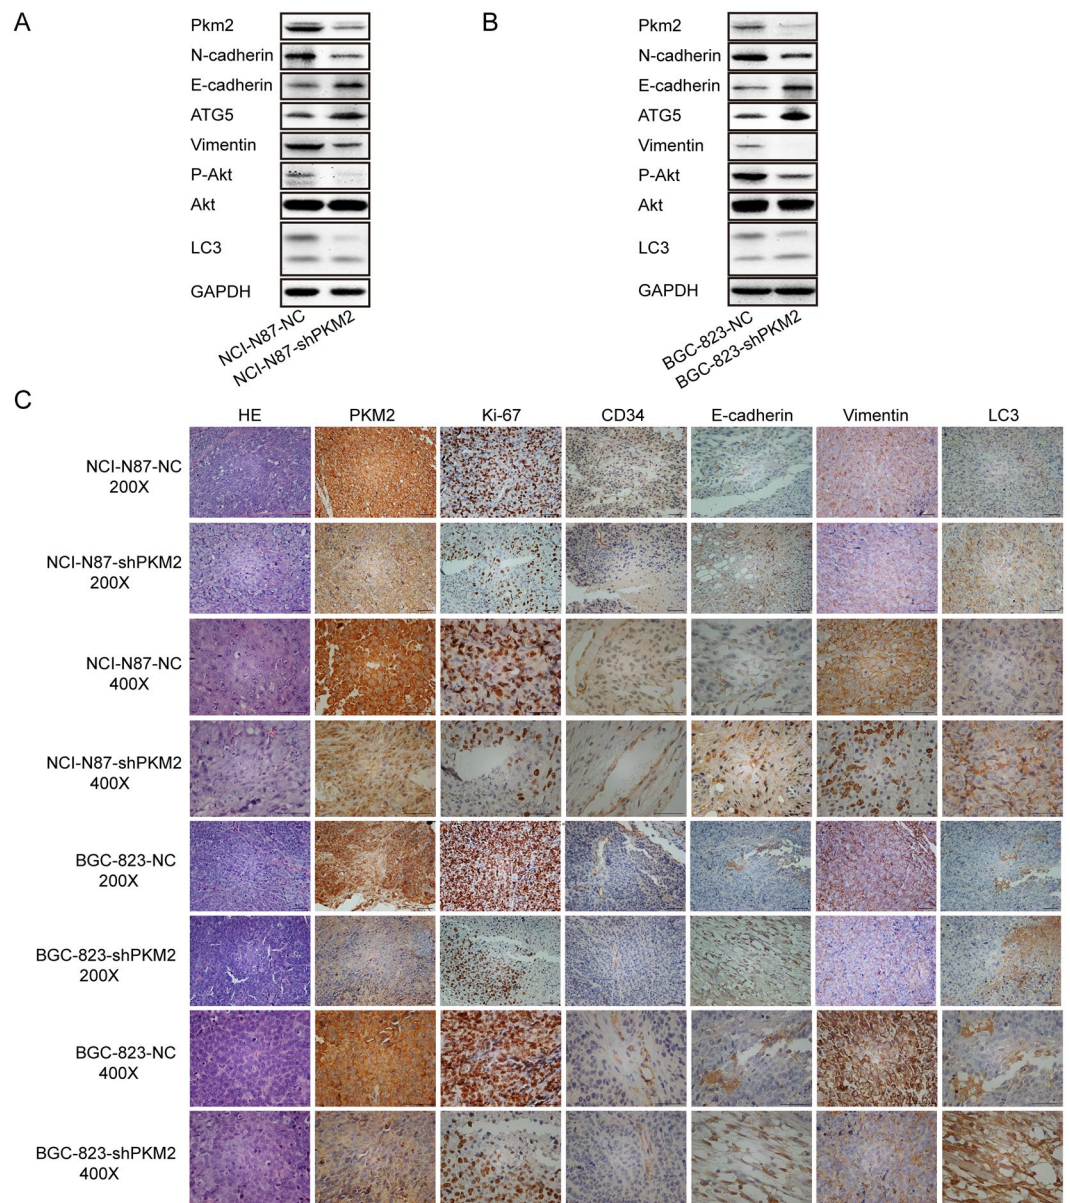 A
Pkm2
N-cadherin
E-cadherin
ATG5
Vimentin
P-Akt
Akt
LC3
GAPDH
NCI-N87-NC
NCI-N87-shPKM2
B
Pkm2
N-cadherin
E-cadherin
ATG5
Vimentin
P-Akt
Akt
LC3
GAPDH
BGC-823-NC
BGC-823-shPKM2
C
HE PKM2 Ki-67 CD34 E-cadherin Vimentin LC3
NCI-N87-NC
200X
NCI-N87-shPKM2
200X
NCI-N87-NC
400X
NCI-N87-shPKM2
400X
BGC-823-NC
200X
BGC-823-shPKM2
200X
BGC-823-NC
400X
BGC-823-shPKM2
400X